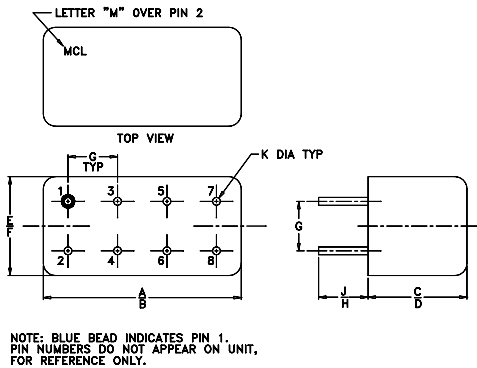 LETTER "M" OVER PIN 2
MCL
TOP VIEW
G
TYP
K DIA TYP
1 3 5 7
E
F
G
2 4 6 8
A
B
J
H
C
D
NOTE: BLUE BEAD INDICATES PIN 1.
PIN NUMBERS DO NOT APPEAR ON UNIT,
FOR REFERENCE ONLY.